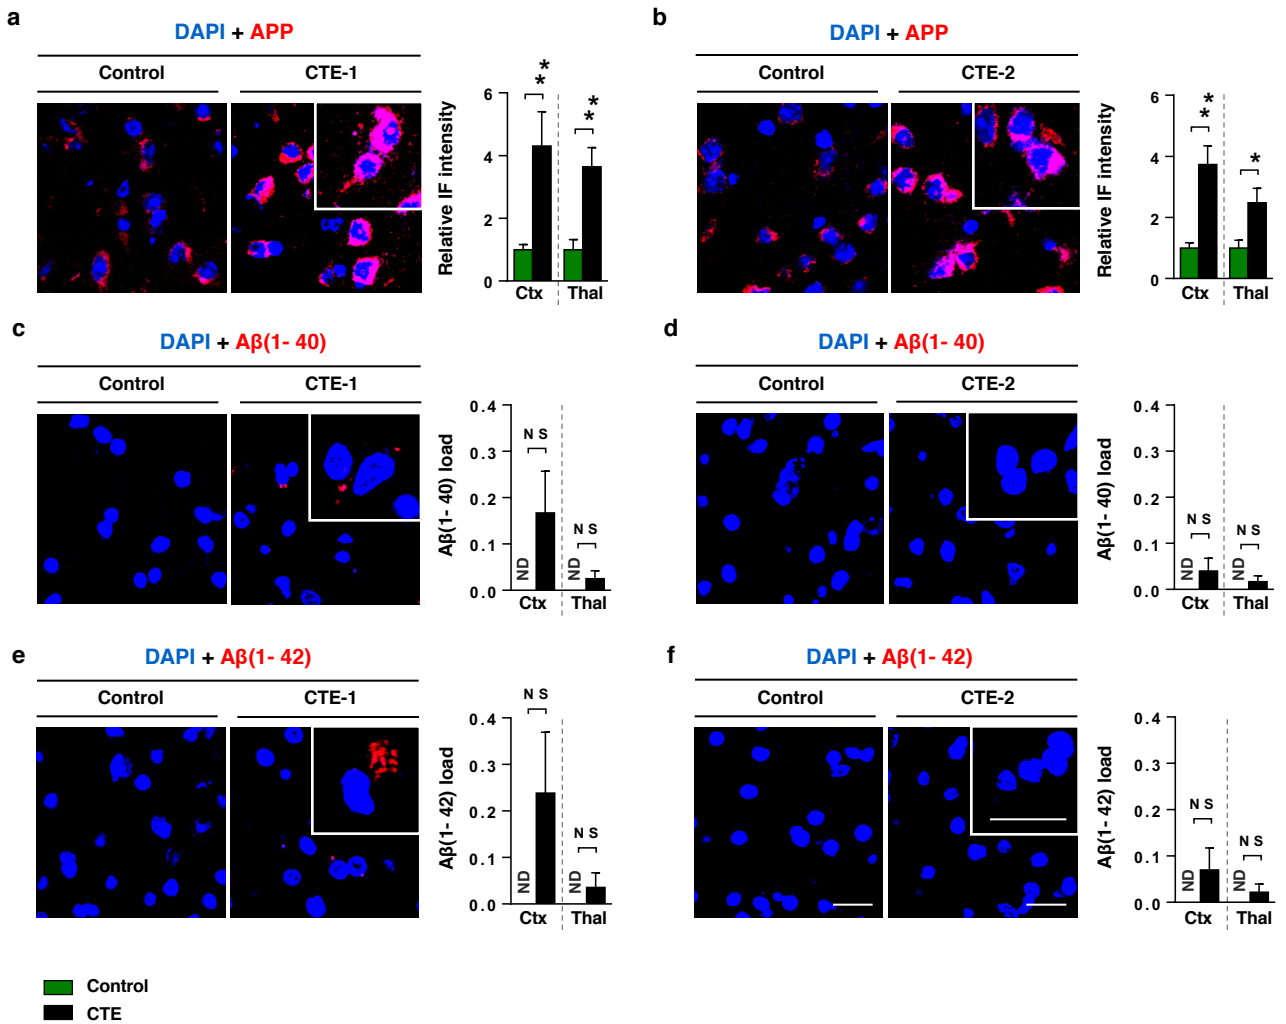 a
DAPI + APP
Control
CTE-1
Relative IF intensity
6
4
2
0
**
**
Ctx
Thal
b
DAPI + APP
Control
CTE-2
Relative IF intensity
6
4
2
0
**
*
Ctx
Thal
c
DAPI + Aβ(1- 40)
Control
CTE-1
Aβ(1- 40) load
0.4
0.3
0.2
0.1
0.0
N S
N S
ND
ND
Ctx
Thal
d
DAPI + Aβ(1- 40)
Control
CTE-2
Aβ(1- 40) load
0.4
0.3
0.2
0.1
0.0
N S
N S
ND
ND
Ctx
Thal
e
DAPI + Aβ(1- 42)
Control
CTE-1
Aβ(1- 42) load
0.4
0.3
0.2
0.1
0.0
N S
N S
ND
ND
Ctx
Thal
f
DAPI + Aβ(1- 42)
Control
CTE-2
Aβ(1- 42) load
0.4
0.3
0.2
0.1
0.0
N S
N S
ND
ND
Ctx
Thal
Control
CTE